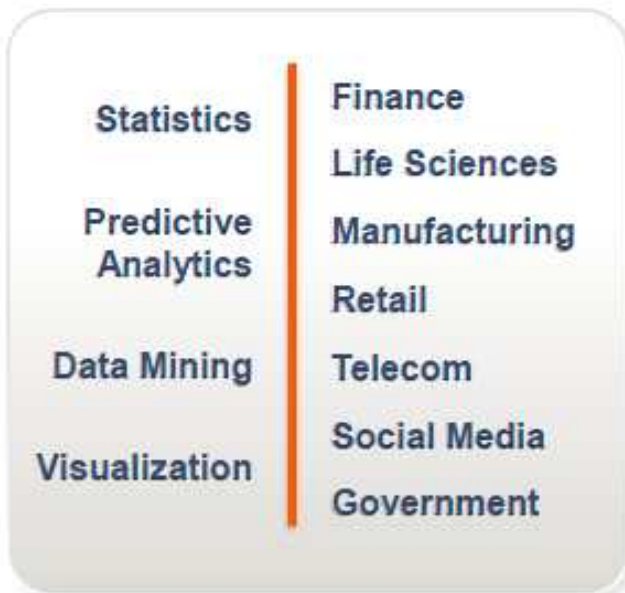 Statistics
Predictive
Analytics
Data Mining
Visualization
Finance
Life Sciences
Manufacturing
Retail
Telecom
Social Media
Government